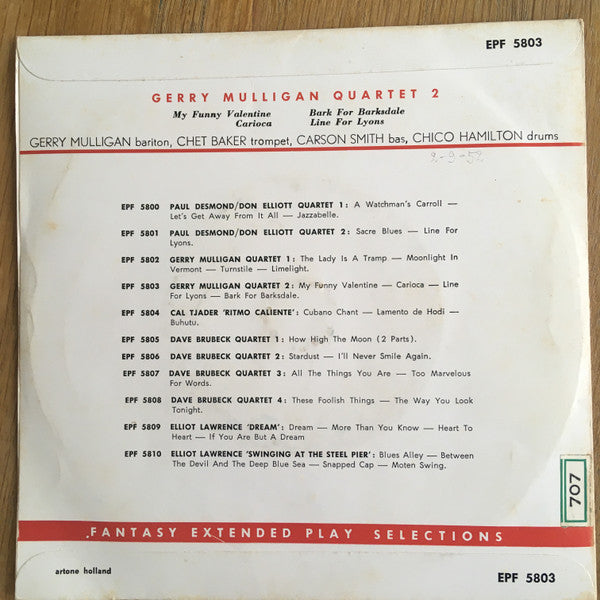 EPF 5803
GERRY MULLIGAN QUARTET 2
My Funny Valentine Bark For Barksdale
Carioca Line For Lyons
GERRY MULLIGAN bariton, CHET BAKER trompet, CARSON SMITH bas, CHICO HAMILTON drums
2-9-52
EPF 5800 PAUL DESMOND/DON ELLIOTT QUARTET 1: A Watchman's Carroll —
Let's Get Away From It All — Jazzabelle.
EPF 5801 PAUL DESMOND/DON ELLIOTT QUARTET 2: Sacre Blues — Line For
Lyons.
EPF 5802 GERRY MULLIGAN QUARTET 1: The Lady Is A Tramp — Moonlight In
Vermont — Turnstile — Limelight.
EPF 5803 GERRY MULLIGAN QUARTET 2: My Funny Valentine — Carioca — Line
For Lyons — Bark For Barksdale.
EPF 5804 CAL TJADER 'RITMO CALIENTE': Cubano Chant — Lamento de Hodi —
Buhutu.
EPF 5805 DAVE BRUBECK QUARTET 1: How High The Moon (2 Parts).
EPF 5806 DAVE BRUBECK QUARTET 2: Stardust — I'll Never Smile Again.
EPF 5807 DAVE BRUBECK QUARTET 3: All The Things You Are — Too Marvelous
For Words.
EPF 5808 DAVE BRUBECK QUARTET 4: These Foolish Things — The Way You Look
Tonight.
EPF 5809 ELLIOT LAWRENCE 'DREAM': Dream — More Than You Know — Heart To
Heart — If You Are But A Dream
EPF 5810 ELLIOT LAWRENCE 'SWINGING AT THE STEEL PIER': Blues Alley — Between
The Devil And The Deep Blue Sea — Snapped Cap — Moten Swing.
707
FANTASY EXTENDED PLAY SELECTIONS
artone holland
EPF 5803